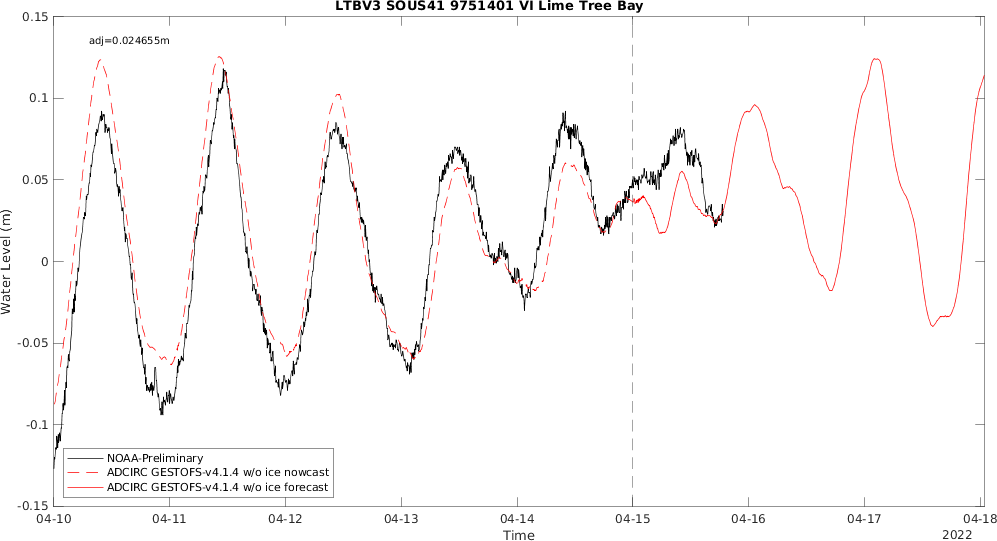 LTBV3 SOUS41 9751401 VI Lime Tree Bay
adj=0.024655m
0.15
0.1
0.05
0
-0.05
-0.1
-0.15
Water Level (m)
NOAA-Preliminary
ADCIRC GESTOFS-v4.1.4 w/o ice nowcast
ADCIRC GESTOFS-v4.1.4 w/o ice forecast
04-10 04-11 04-12 04-13 04-14 04-15 04-16 04-17 04-18
Time
2022